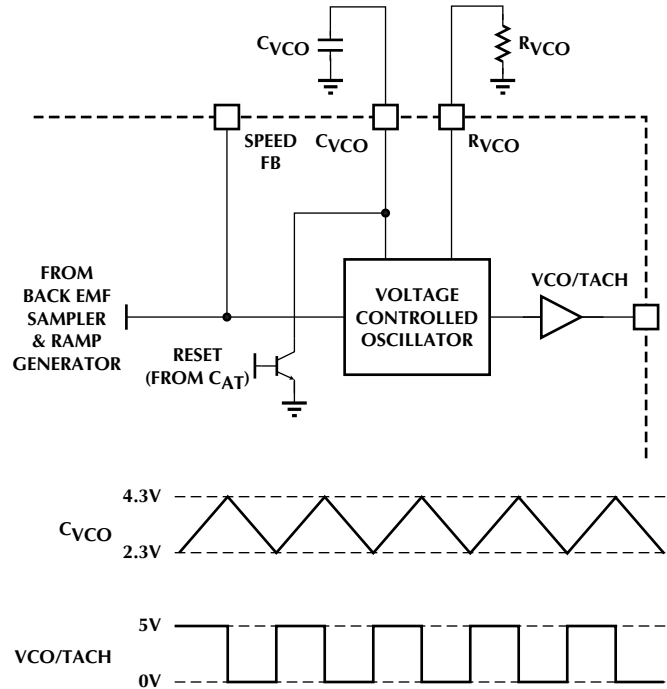 CVCO
RVCO
SPEED
FB
CVCO
RVCO
FROM
BACK EMF
SAMPLER
& RAMP
GENERATOR
VOLTAGE
CONTROLLED
OSCILLATOR
VCO/TACH
RESET
(FROM CAT)
4.3V
CVCO
2.3V
5V
VCO/TACH
0V